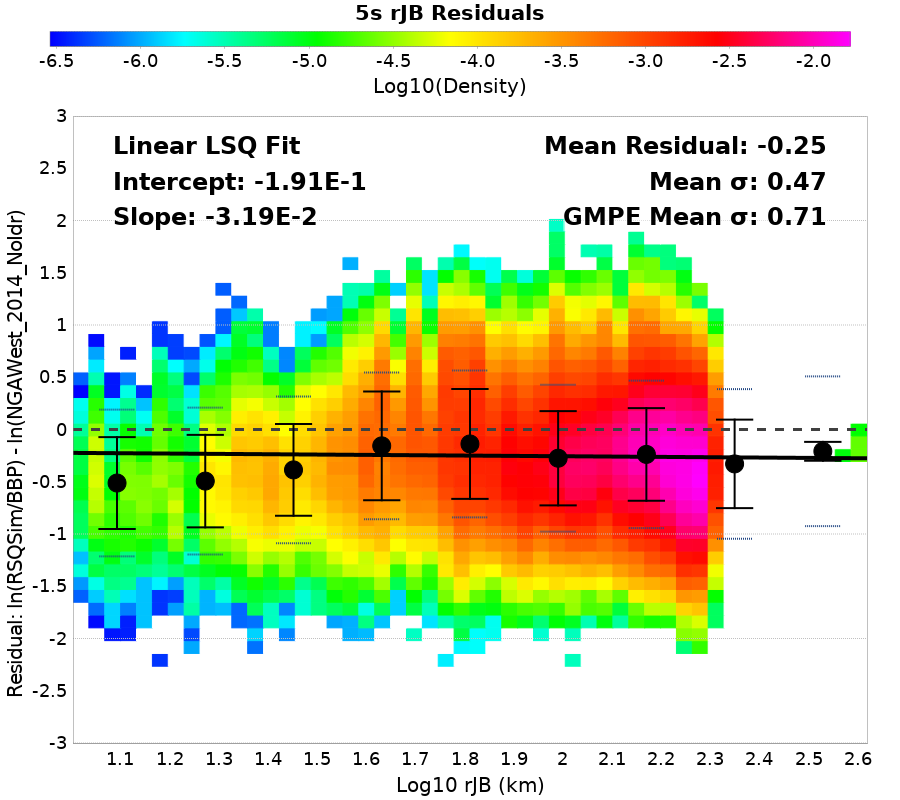 5s rJB Residuals
-6.5 -6.0 -5.5 -5.0 -4.5 -4.0 -3.5 -3.0 -2.5 -2.0
Log10(Density)
Linear LSQ Fit
Intercept: -1.91E-1
Slope: -3.19E-2
Mean Residual: -0.25
Mean σ: 0.47
GMPE Mean σ: 0.71
Residual: ln(RSQSim/BBP) - ln(NGAWest_2014_NoIdr)
3
2.5
2
1.5
1
0.5
0
-0.5
-1
-1.5
-2
-2.5
-3
1.1 1.2 1.3 1.4 1.5 1.6 1.7 1.8 1.9 2 2.1 2.2 2.3 2.4 2.5 2.6
Log10 rJB (km)